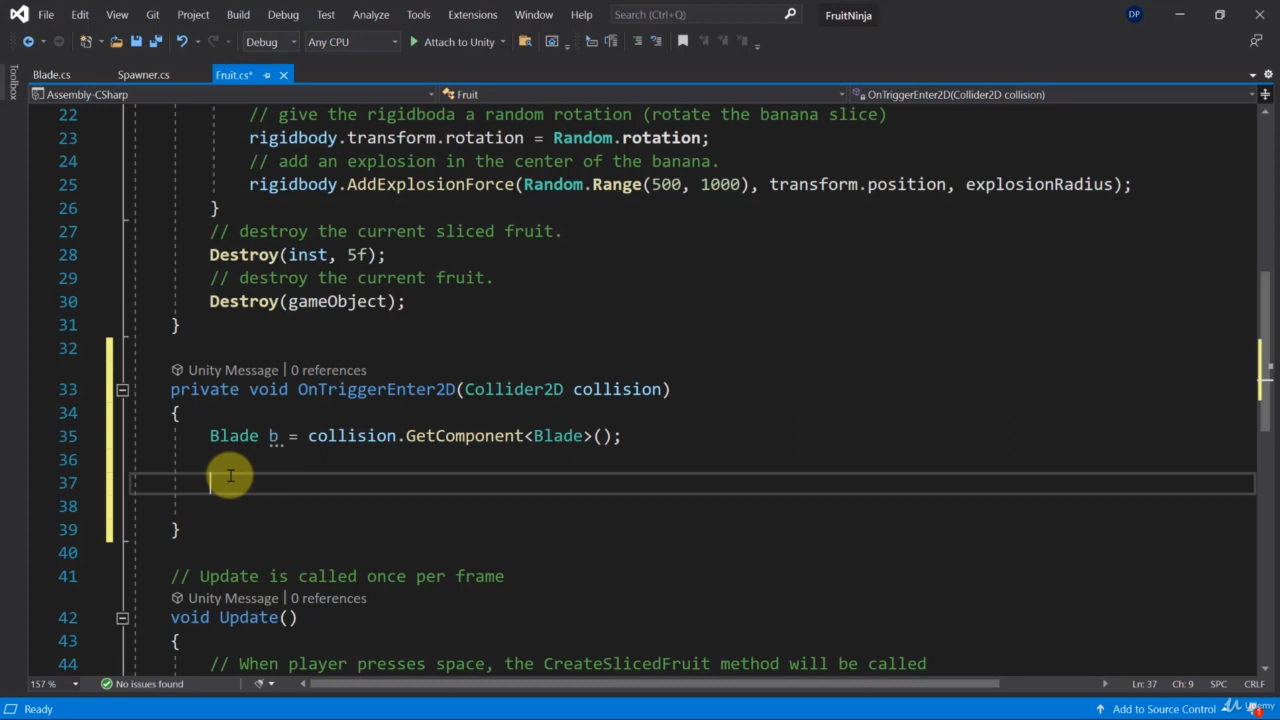 File Edit View Git Project Build Debug Test Analyze Tools Extensions Window Help Search (Ctrl+Q) FruitNinja DP
Debug Any CPU Attach to Unity
Toolbox
Blade.cs Spawner.cs Fruit.cs*
Assembly-CSharp Fruit OnTriggerEnter2D(Collider2D collision)
22 // give the rigidboda a random rotation (rotate the banana slice)
23 rigidbody.transform.rotation = Random.rotation;
24 // add an explosion in the center of the banana.
25 rigidbody.AddExplosionForce(Random.Range(500, 1000), transform.position, explosionRadius);
26 }
27 // destroy the current sliced fruit.
28 Destroy(inst, 5f);
29 // destroy the current fruit.
30 Destroy(gameObject);
31 }
32
Unity Message | 0 references
33 private void OnTriggerEnter2D(Collider2D collision)
34 {
35 Blade b = collision.GetComponent<Blade>();
36
37
38
39 }
40
41 // Update is called once per frame
Unity Message | 0 references
42 void Update()
43 {
44 // When player presses space, the CreateSlicedFruit method will be called
157 % No issues found Ln: 37 Ch: 9 SPC CRLF
Ready Add to Source Control Udemy 1